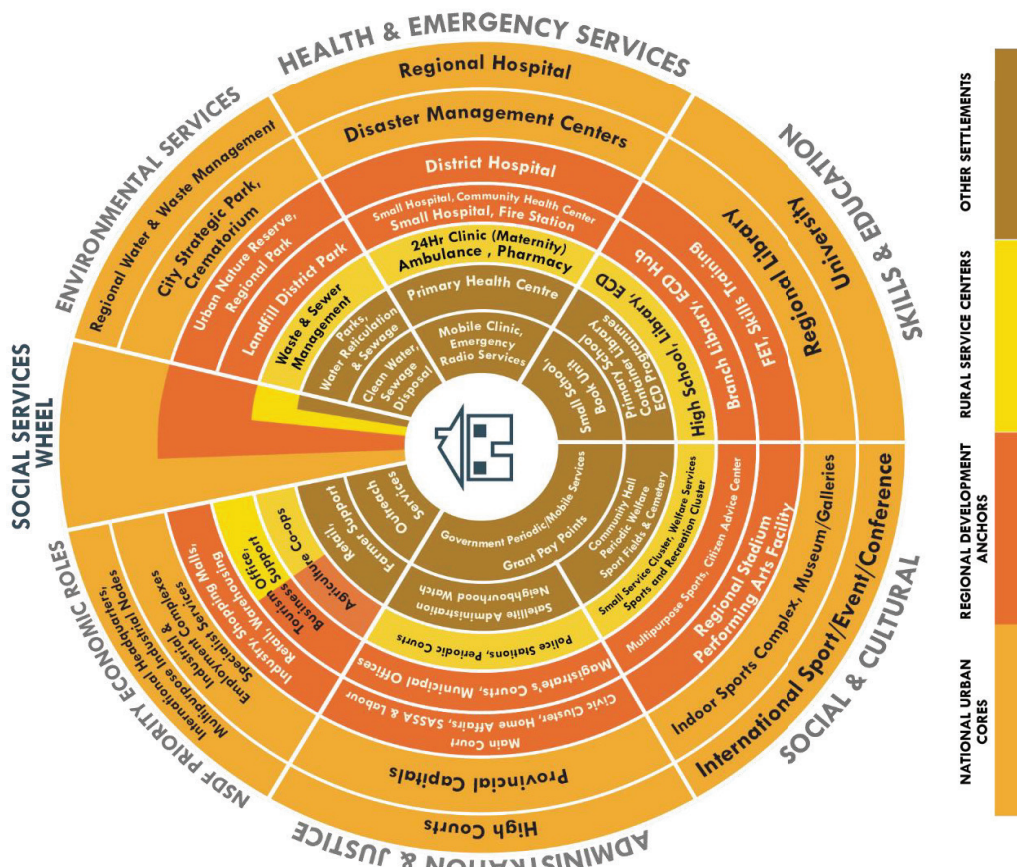 SOCIAL SERVICES
WHEEL
HEALTH & EMERGENCY SERVICES
Regional Hospital
Disaster Management Centers
District Hospital
Small Hospital, Community Health Center
Small Hospital, Fire Station
24Hr Clinic (Maternity)
Ambulance , Pharmacy
Primary Health Centre
Mobile Clinic,
Emergency
Radio Services
SKILLS & EDUCATION
University
Regional Library
FET, Skills Training
Branch Library, ECD Hub
High School, Library, ECD
Primary School
Container Libraries
ECD Programmes
Small School,
Book Unit
SOCIAL & CULTURAL
International Sport/Event/Conference
Indoor Sports Complex, Museum/Galleries
Regional Stadium
Performing Arts Facility
Multipurpose Sports, Citizen Advice Center
Small Service Cluster, Welfare Services
Sports and Recreation Cluster
Community Hall
Periodic Welfare
Sport Fields & Cemetery
Government Periodic/Mobile Services
Grant Pay Points
ADMINISTRATION & JUSTICE
High Courts
Provincial Capitals
Main Court
Civic Cluster, Home Affairs, SASSA & Labour
Magistrate's Courts, Municipal Offices
Police Stations, Periodic Courts
Satellite Administration
Neighbourhood Watch
NSDF PRIORITY ECONOMIC ROLES
International Headquarters,
Multipurpose Industrial Nodes
Industrial &
Employment Complexes
Specialist Services
Industry, Shopping Malls,
Retail, Warehousing
Tourism Office,
Business Support
Agriculture Co-ops
Retail,
Farmer Support
Outreach
Services
ENVIRONMENTAL SERVICES
Regional Water & Waste Management
City Strategic Park,
Crematorium
Urban Nature Reserve,
Regional Park
Landfill District Park
Waste & Sewer
Management
Parks,
Water Reticulation
& Sewage
Clean Water,
Sewage
Disposal
OTHER SETTLEMENTS
RURAL SERVICE CENTERS
REGIONAL DEVELOPMENT
ANCHORS
NATIONAL URBAN
CORES